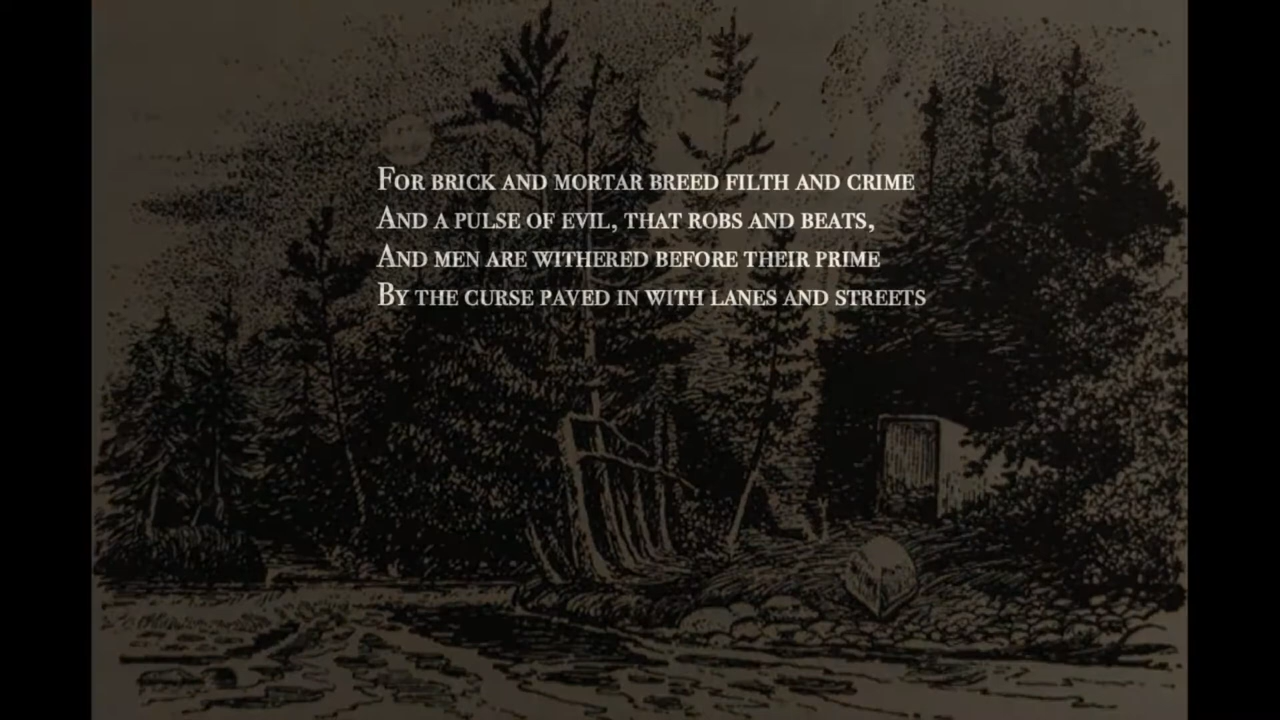 For brick and mortar breed filth and crime
And a pulse of evil, that robs and beats,
And men are withered before their prime
By the curse paved in with lanes and streets